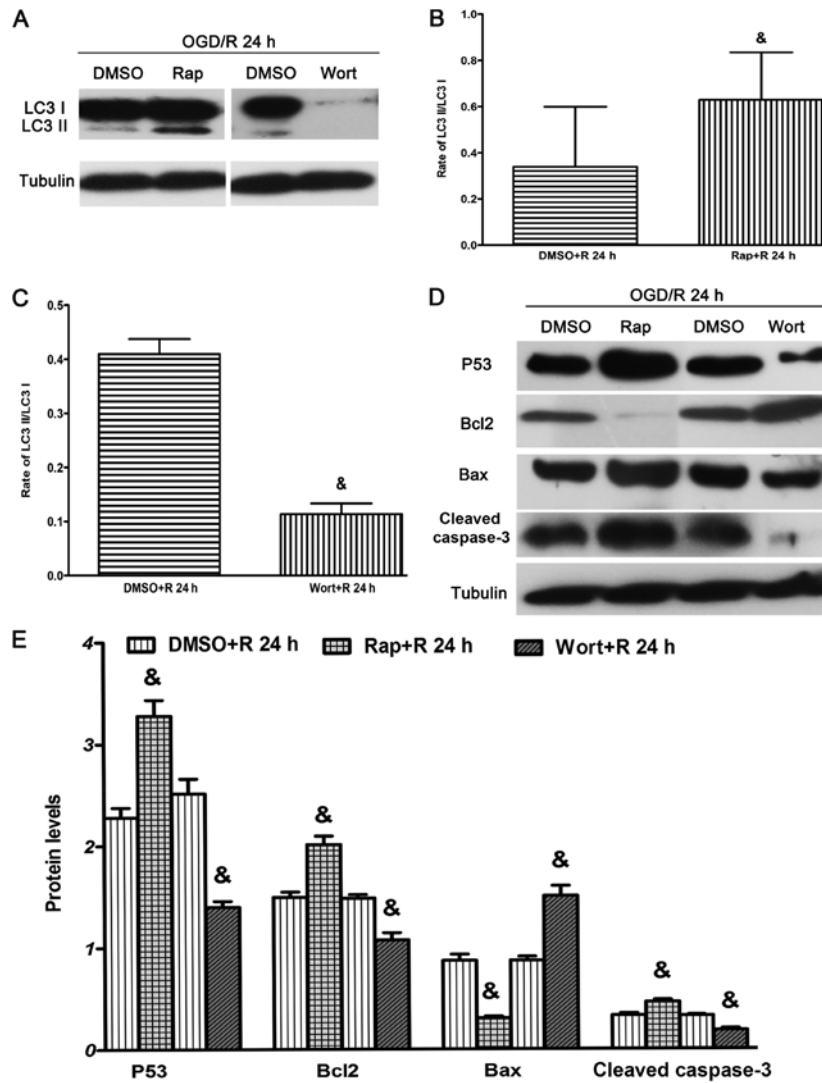 A
OGD/R 24 h
DMSO Rap DMSO Wort
LC3 I
LC3 II
Tubulin
B
Rate of LC3 II/LC3 I
1.0
0.8
0.6
0.4
0.2
0.0
&
DMSO+R 24 h Rap+R 24 h
C
Rate of LC3 II/LC3 I
0.5
0.4
0.3
0.2
0.1
0.0
&
DMSO+R 24 h Wort+R 24 h
D
OGD/R 24 h
DMSO Rap DMSO Wort
P53
Bcl2
Bax
Cleaved
caspase-3
Tubulin
E
DMSO+R 24 h Rap+R 24 h Wort+R 24 h
Protein levels
4
3
2
1
0
& &
& &
& &
& &
P53 Bcl2 Bax Cleaved caspase-3